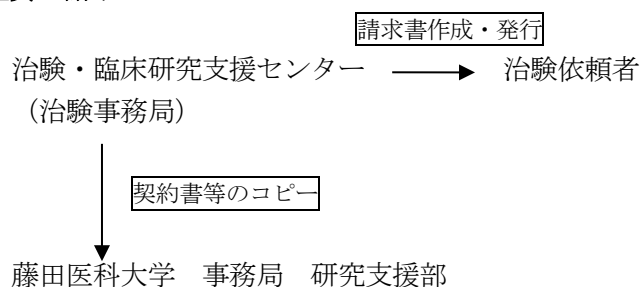 請求書作成・発行
治験・臨床研究支援センター　治験依頼者
（治験事務局）
契約書等のコピー
藤田医科大学　事務局　研究支援部